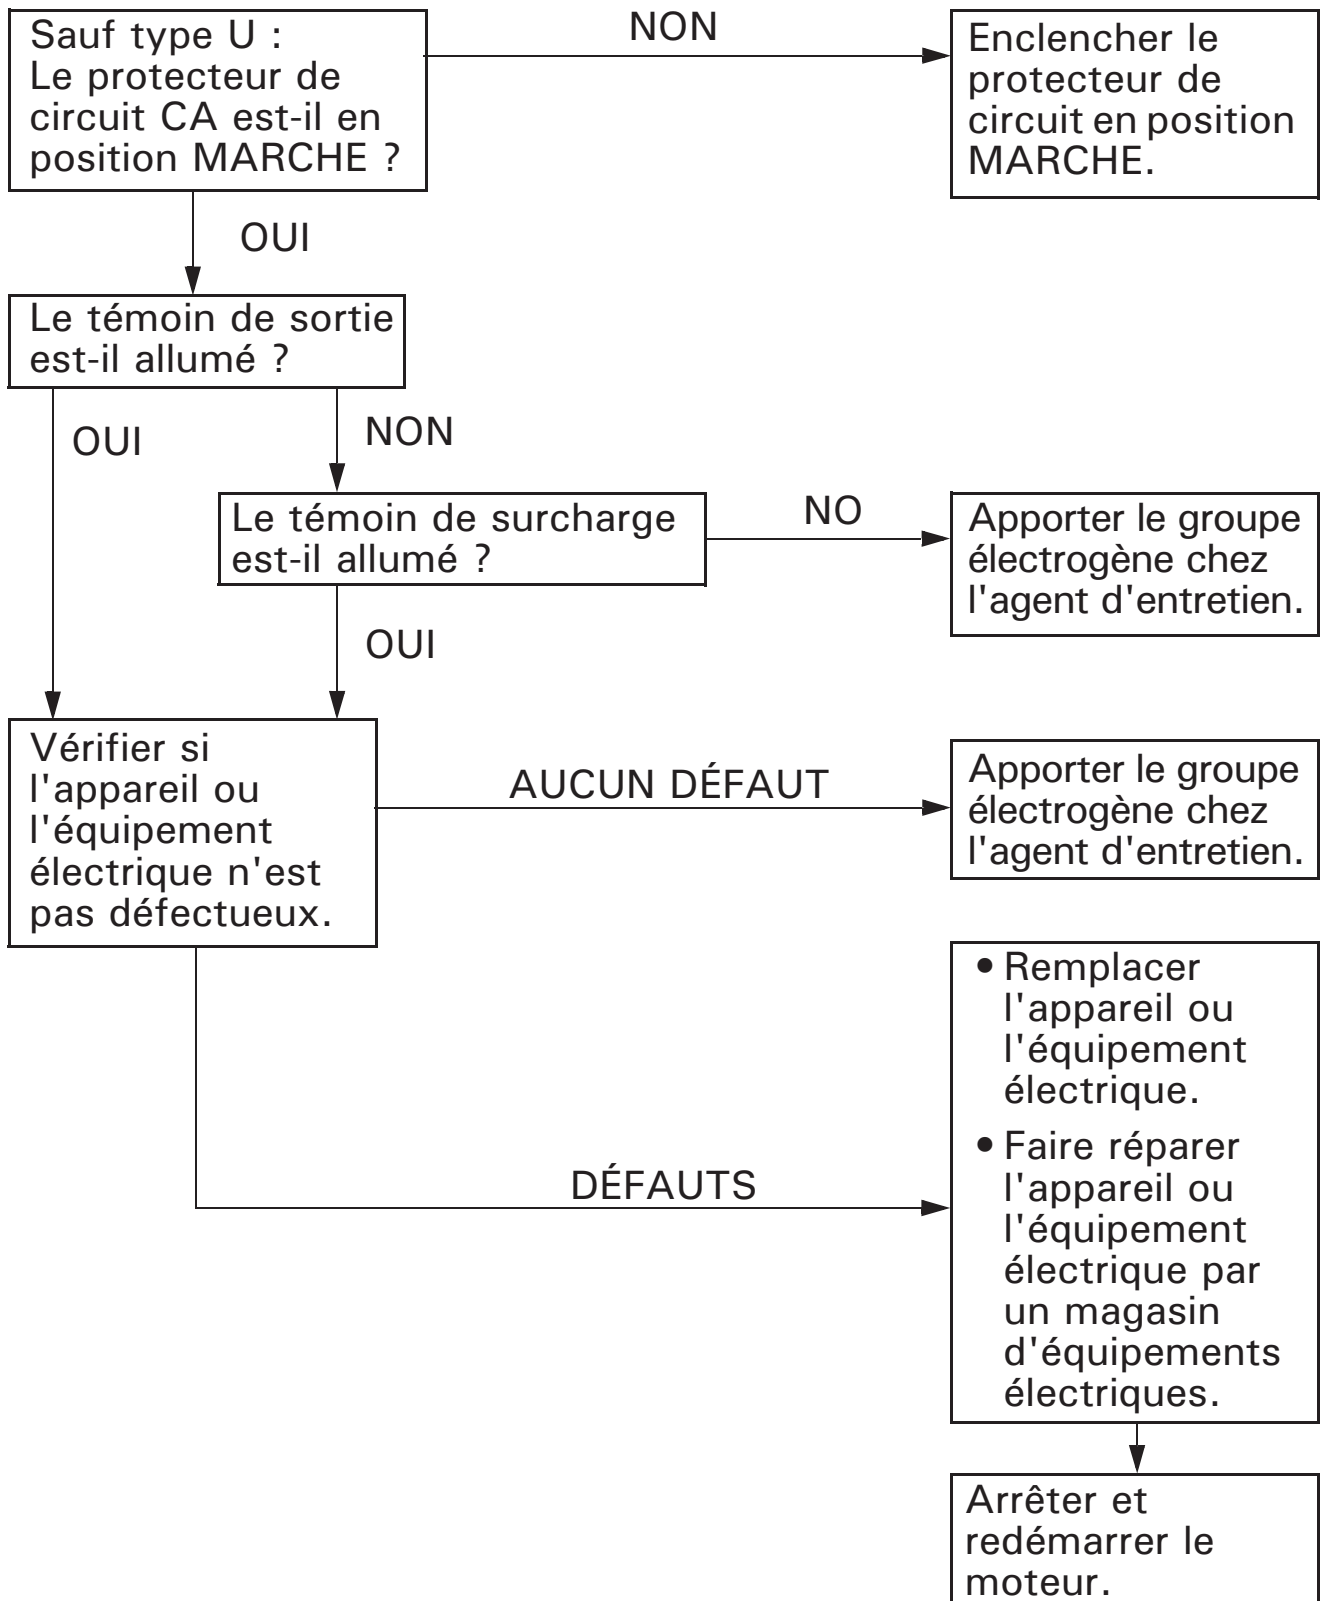 Sauf type U :
Le protecteur de
circuit CA est-il en
position MARCHE ?
NON
Enclencher le
protecteur de
circuit en position
MARCHE.
OUI
Le témoin de sortie
est-il allumé ?
OUI
NON
Le témoin de surcharge
est-il allumé ?
NO
Apporter le groupe
électrogène chez
l'agent d'entretien.
OUI
Vérifier si
l'appareil ou
l'équipement
électrique n'est
pas défectueux.
AUCUN DÉFAUT
Apporter le groupe
électrogène chez
l'agent d'entretien.
DÉFAUTS
• Remplacer
l'appareil ou
l'équipement
électrique.
• Faire réparer
l'appareil ou
l'équipement
électrique par
un magasin
d'équipements
électriques.
Arrêter et
redémarrer le
moteur.